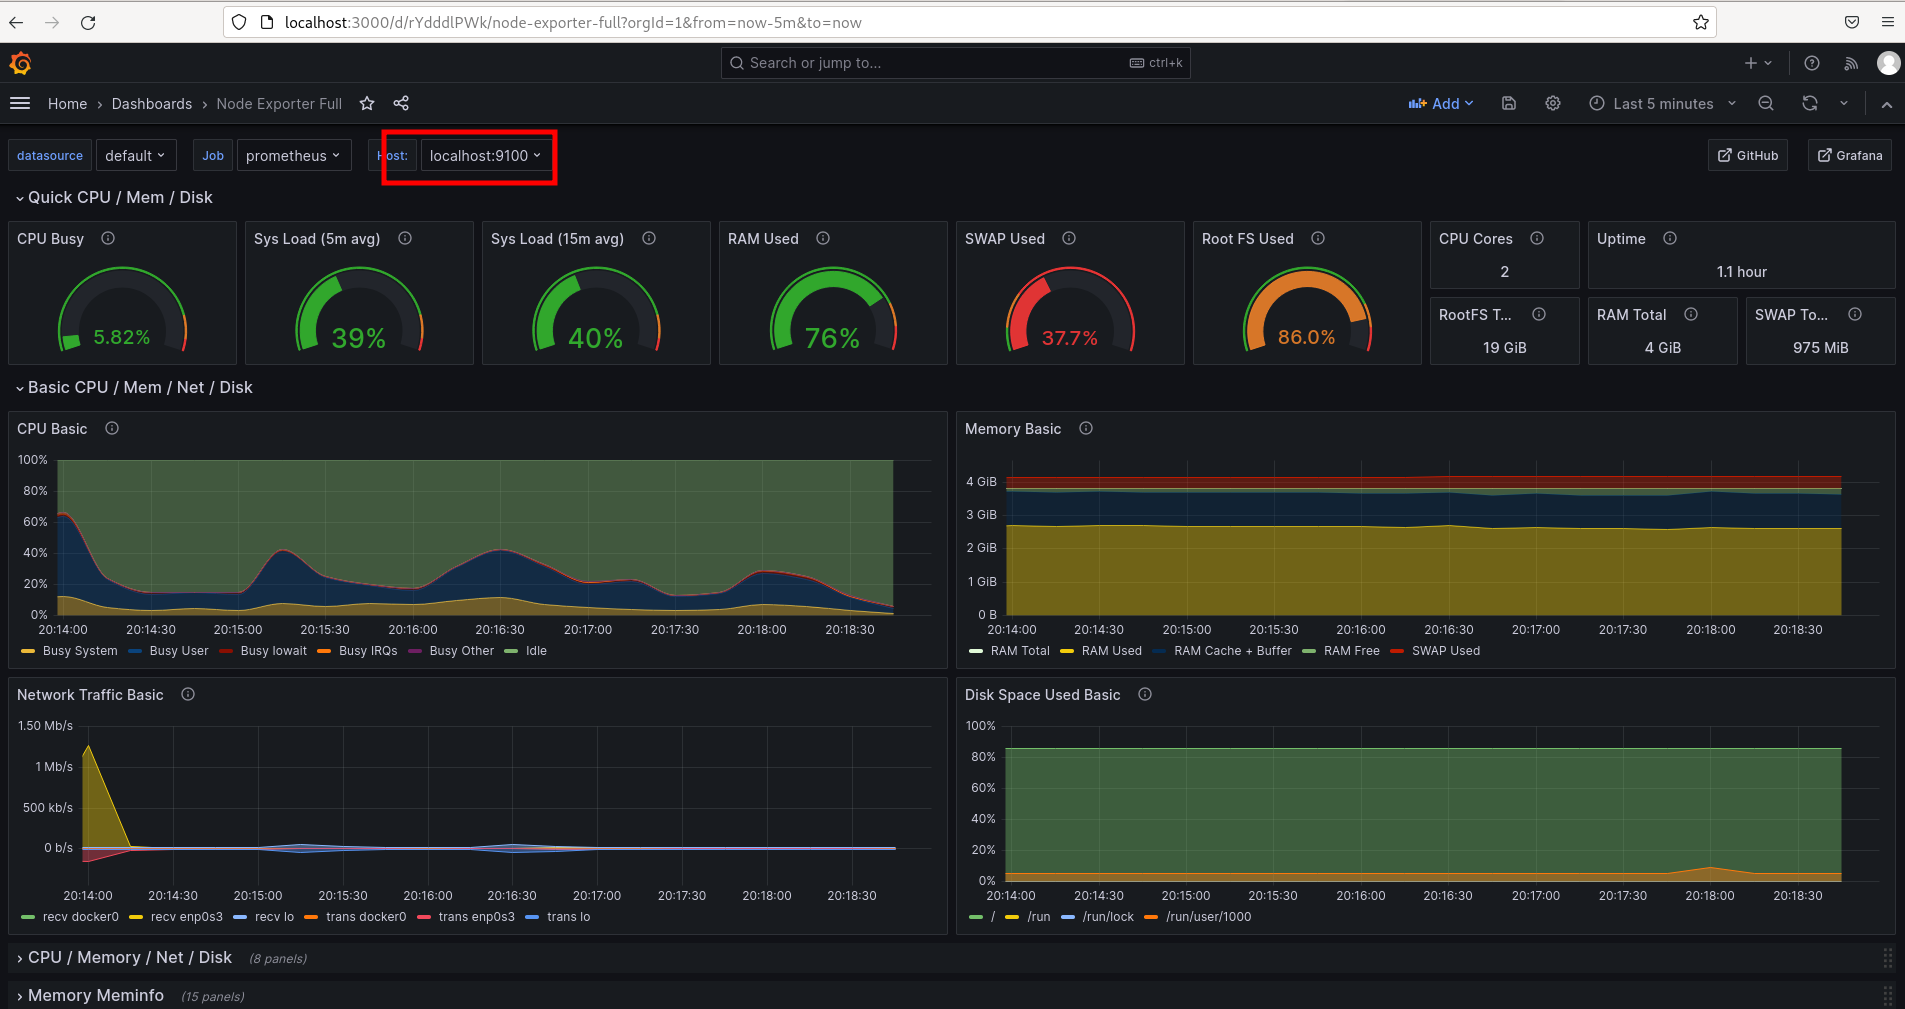 localhost:3000/d/rYdddlPWk/node-exporter-full?orgId=1&from=now-5m&to=now
Search or jump to... ctrl+k
Home › Dashboards › Node Exporter Full Add Last 5 minutes
datasource default Job prometheus Host: localhost:9100 GitHub Grafana
Quick CPU / Mem / Disk
CPU Busy
5.82%
Sys Load (5m avg)
39%
Sys Load (15m avg)
40%
RAM Used
76%
SWAP Used
37.7%
Root FS Used
86.0%
CPU Cores
2
Uptime
1.1 hour
RootFS T...
19 GiB
RAM Total
4 GiB
SWAP To...
975 MiB
Basic CPU / Mem / Net / Disk
CPU Basic
100%
80%
60%
40%
20%
0%
20:14:00 20:14:30 20:15:00 20:15:30 20:16:00 20:16:30 20:17:00 20:17:30 20:18:00 20:18:30
Busy System Busy User Busy Iowait Busy IRQs Busy Other Idle
Memory Basic
4 GiB
3 GiB
2 GiB
1 GiB
0 B
20:14:00 20:14:30 20:15:00 20:15:30 20:16:00 20:16:30 20:17:00 20:17:30 20:18:00 20:18:30
RAM Total RAM Used RAM Cache + Buffer RAM Free SWAP Used
Network Traffic Basic
1.50 Mb/s
1 Mb/s
500 kb/s
0 b/s
20:14:00 20:14:30 20:15:00 20:15:30 20:16:00 20:16:30 20:17:00 20:17:30 20:18:00 20:18:30
recv docker0 recv enp0s3 recv lo trans docker0 trans enp0s3 trans lo
Disk Space Used Basic
100%
80%
60%
40%
20%
0%
20:14:00 20:14:30 20:15:00 20:15:30 20:16:00 20:16:30 20:17:00 20:17:30 20:18:00 20:18:30
/ /run /run/lock /run/user/1000
CPU / Memory / Net / Disk (8 panels)
Memory Meminfo (15 panels)